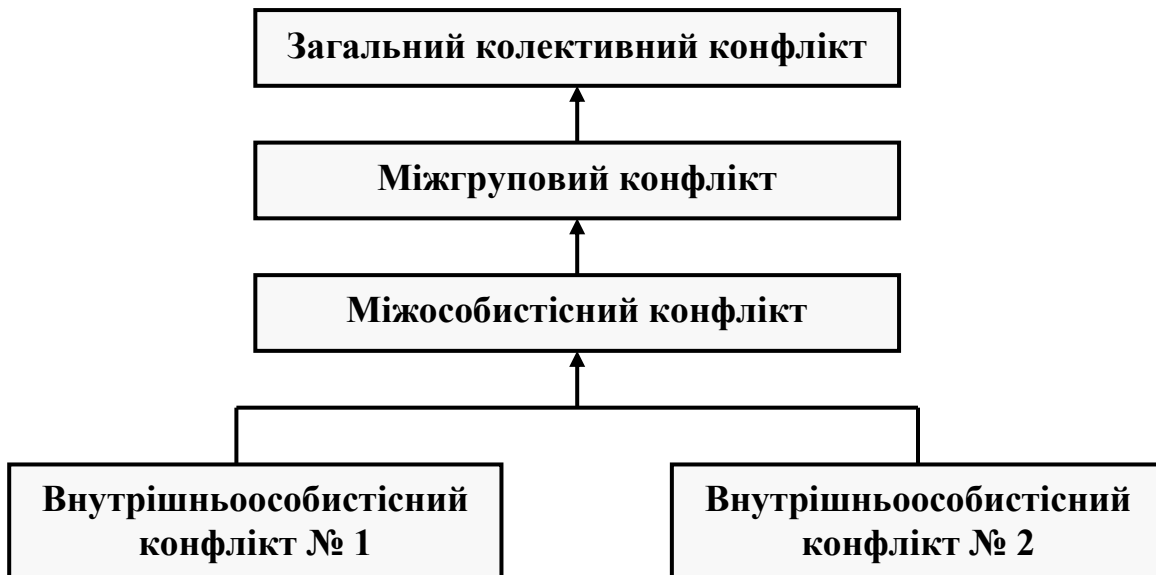 Загальний колективний конфлікт
Міжгруповий конфлікт
Міжособистісний конфлікт
Внутрішньоособистісний
конфлікт № 1
Внутрішньоособистісний
конфлікт № 2